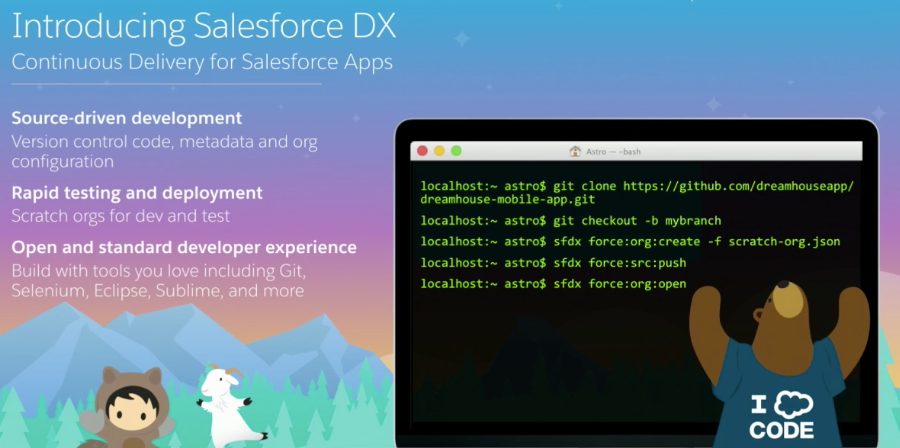 Introducing Salesforce DX
Continuous Delivery for Salesforce Apps
Source-driven development
Version control code, metadata and org
configuration
Rapid testing and deployment
Scratch orgs for dev and test
Open and standard developer experience
Build with tools you love including Git,
Selenium, Eclipse, Sublime, and more
Astro — ~bash
localhost:~ astro$ git clone https://github.com/dreamhouseapp/
dreamhouse-mobile-app.git
localhost:~ astro$ git checkout -b mybranch
localhost:~ astro$ sfdx force:org:create -f scratch-org.json
localhost:~ astro$ sfdx force:src:push
localhost:~ astro$ sfdx force:org:open
I
CODE